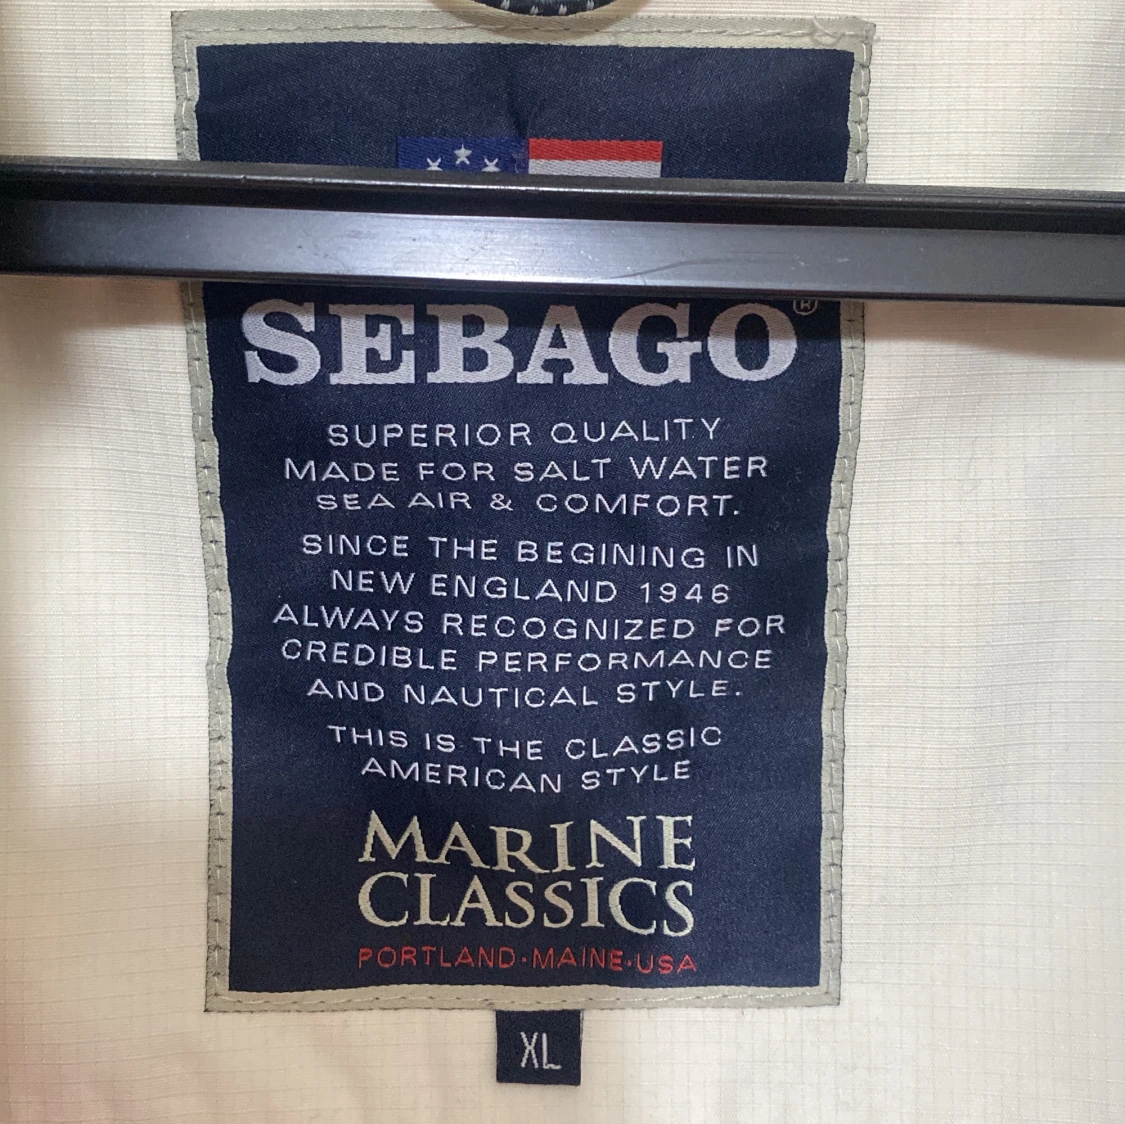 SEBAGO®
SUPERIOR QUALITY
MADE FOR SALT WATER
SEA AIR & COMFORT.
SINCE THE BEGINING IN
NEW ENGLAND 1946
ALWAYS RECOGNIZED FOR
CREDIBLE PERFORMANCE
AND NAUTICAL STYLE.
THIS IS THE CLASSIC
AMERICAN STYLE
MARINE
CLASSICS
PORTLAND·MAINE·USA
XL